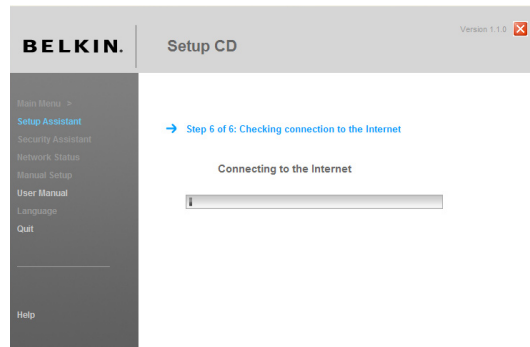 BELKIN.
Setup CD
Version 1.1.0
Main Menu >
Setup Assistant
Security Assistant
Network Status
Manual Setup
User Manual
Language
Quit
Help
Step 6 of 6: Checking connection to the Internet
Connecting to the Internet